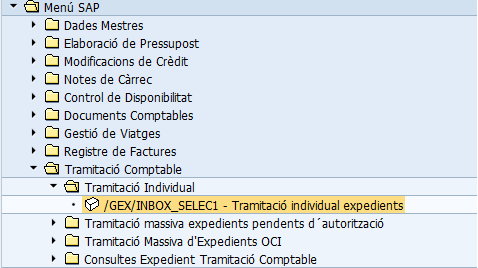 Menú SAP
Dades Mestres
Elaboració de Pressupost
Modificacions de Crèdit
Notes de Càrrec
Control de Disponibilitat
Documents Comptables
Gestió de Viatges
Registre de Factures
Tramitació Comptable
Tramitació Individual
/GEX/INBOX_SELEC1 - Tramitació individual expedients
Tramitació massiva expedients pendents d´autorització
Tramitació Massiva d'Expedients OCI
Consultes Expedient Tramitació Comptable